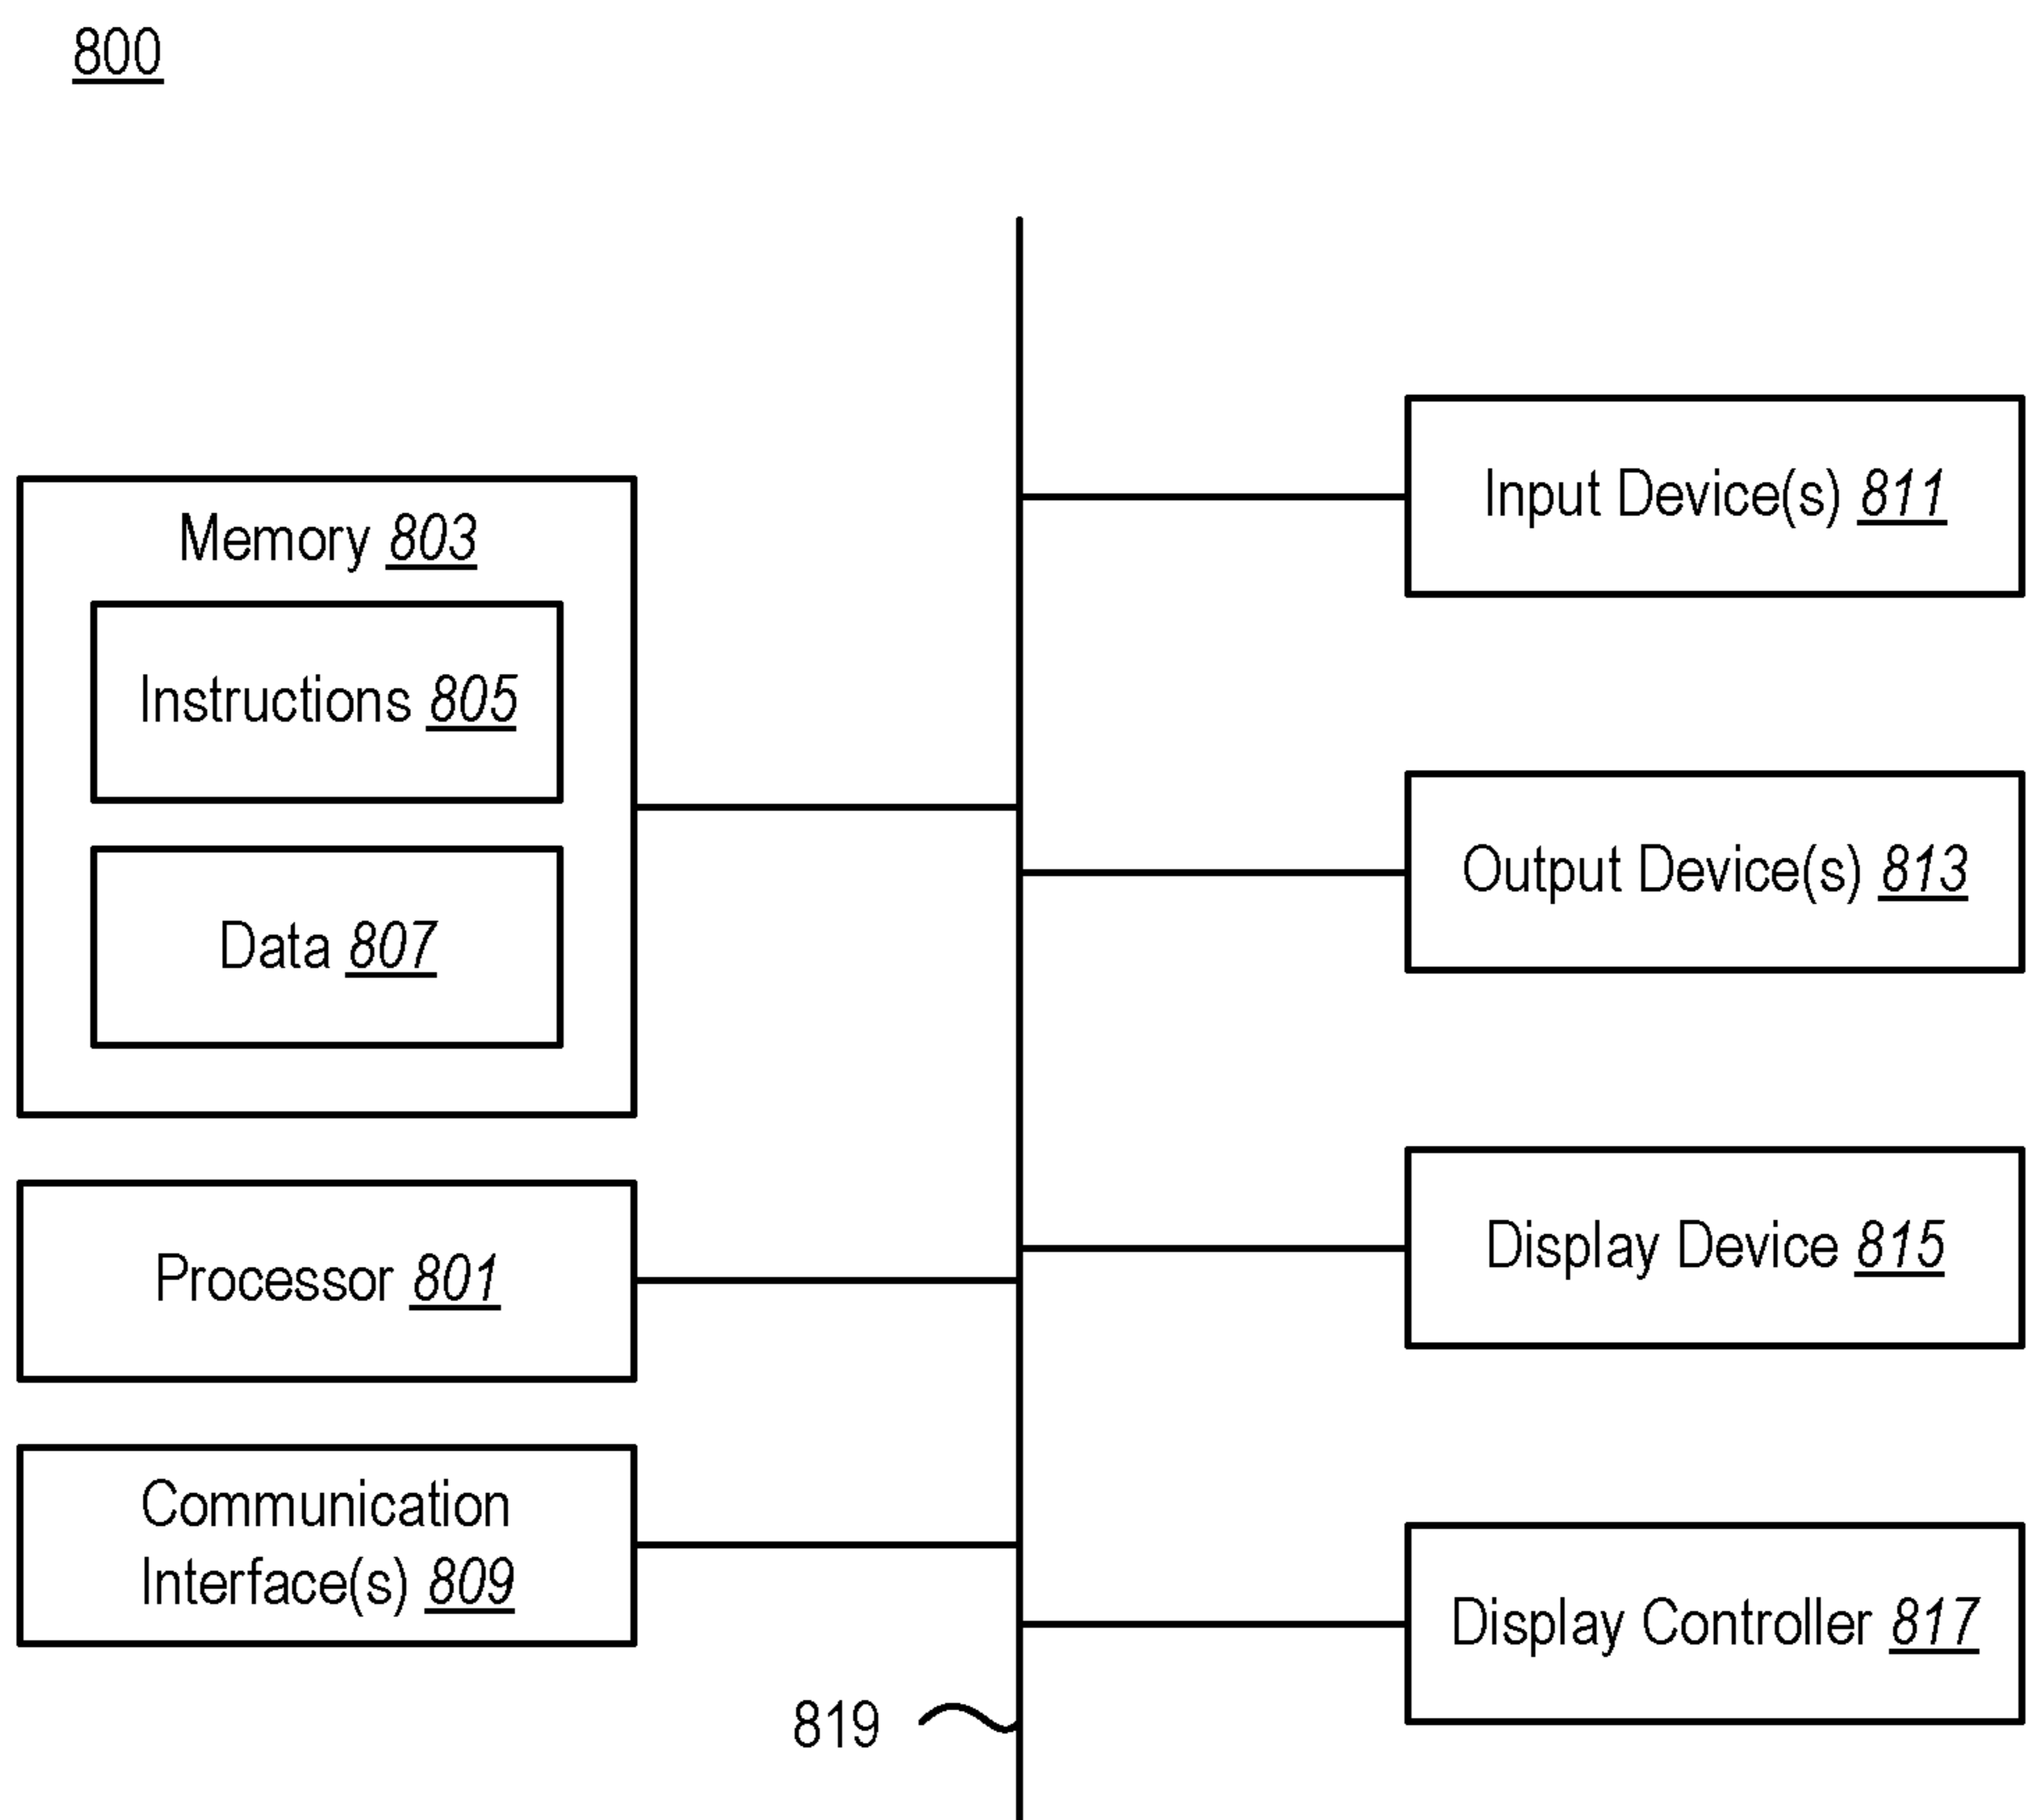 800
Memory 803
Instructions 805
Data 807
Processor 801
Communication
Interface(s) 809
Input Device(s) 811
Output Device(s) 813
Display Device 815
Display Controller 817
819